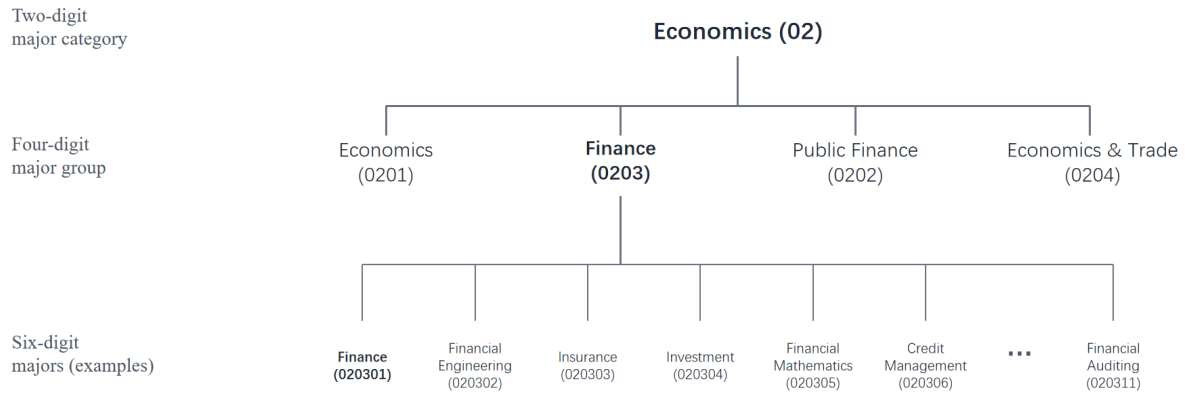 Two-digit
major category
Economics (02)
Four-digit
major group
Economics
(0201)
Finance
(0203)
Public Finance
(0202)
Economics & Trade
(0204)
Six-digit
majors (examples)
Finance
(020301)
Financial
Engineering
(020302)
Insurance
(020303)
Investment
(020304)
Financial
Mathematics
(020305)
Credit
Management
(020306)
...
Financial
Auditing
(020311)